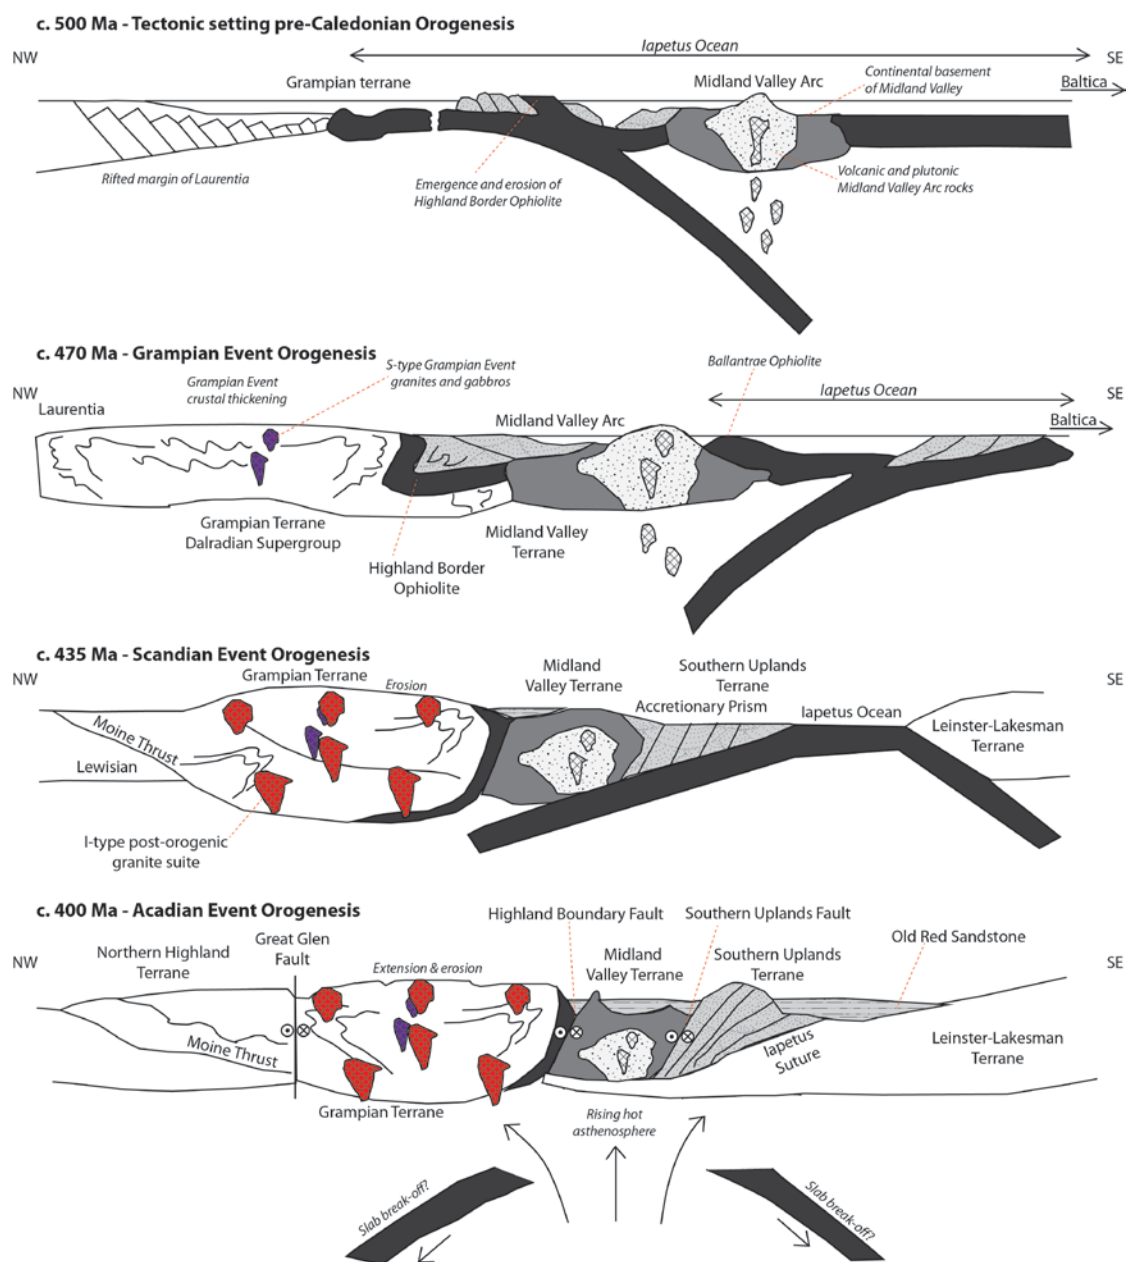 c. 500 Ma - Tectonic setting pre-Caledonian Orogenesis
NW
Iapetus Ocean
SE
Grampian terrane
Midland Valley Arc
Continental basement
of Midland Valley
Baltica
Rifted margin of Laurentia
Emergence and erosion of
Highland Border Ophiolite
Volcanic and plutonic
Midland Valley Arc rocks
c. 470 Ma - Grampian Event Orogenesis
NW
Laurentia
Grampian Event
crustal thickening
S-type Grampian Event
granites and gabbros
Midland Valley Arc
Ballantrae Ophiolite
Iapetus Ocean
SE
Baltica
Grampian Terrane
Dalradian Supergroup
Highland Border
Ophiolite
Midland Valley
Terrane
c. 435 Ma - Scandian Event Orogenesis
NW
Grampian Terrane
Erosion
Midland
Valley Terrane
Southern Uplands
Terrane
Accretionary Prism
Iapetus Ocean
SE
Leinster-Lakesman
Terrane
Moine Thrust
Lewisian
I-type post-orogenic
granite suite
c. 400 Ma - Acadian Event Orogenesis
NW
Northern Highland
Terrane
Great Glen
Fault
Extension & erosion
Highland Boundary Fault
Midland
Valley Terrane
Southern Uplands Fault
Southern Uplands
Terrane
Old Red Sandstone
SE
Moine Thrust
Iapetus
Suture
Leinster-Lakesman
Terrane
Grampian Terrane
Rising hot
asthenosphere
Slab break-off?
Slab break-off?